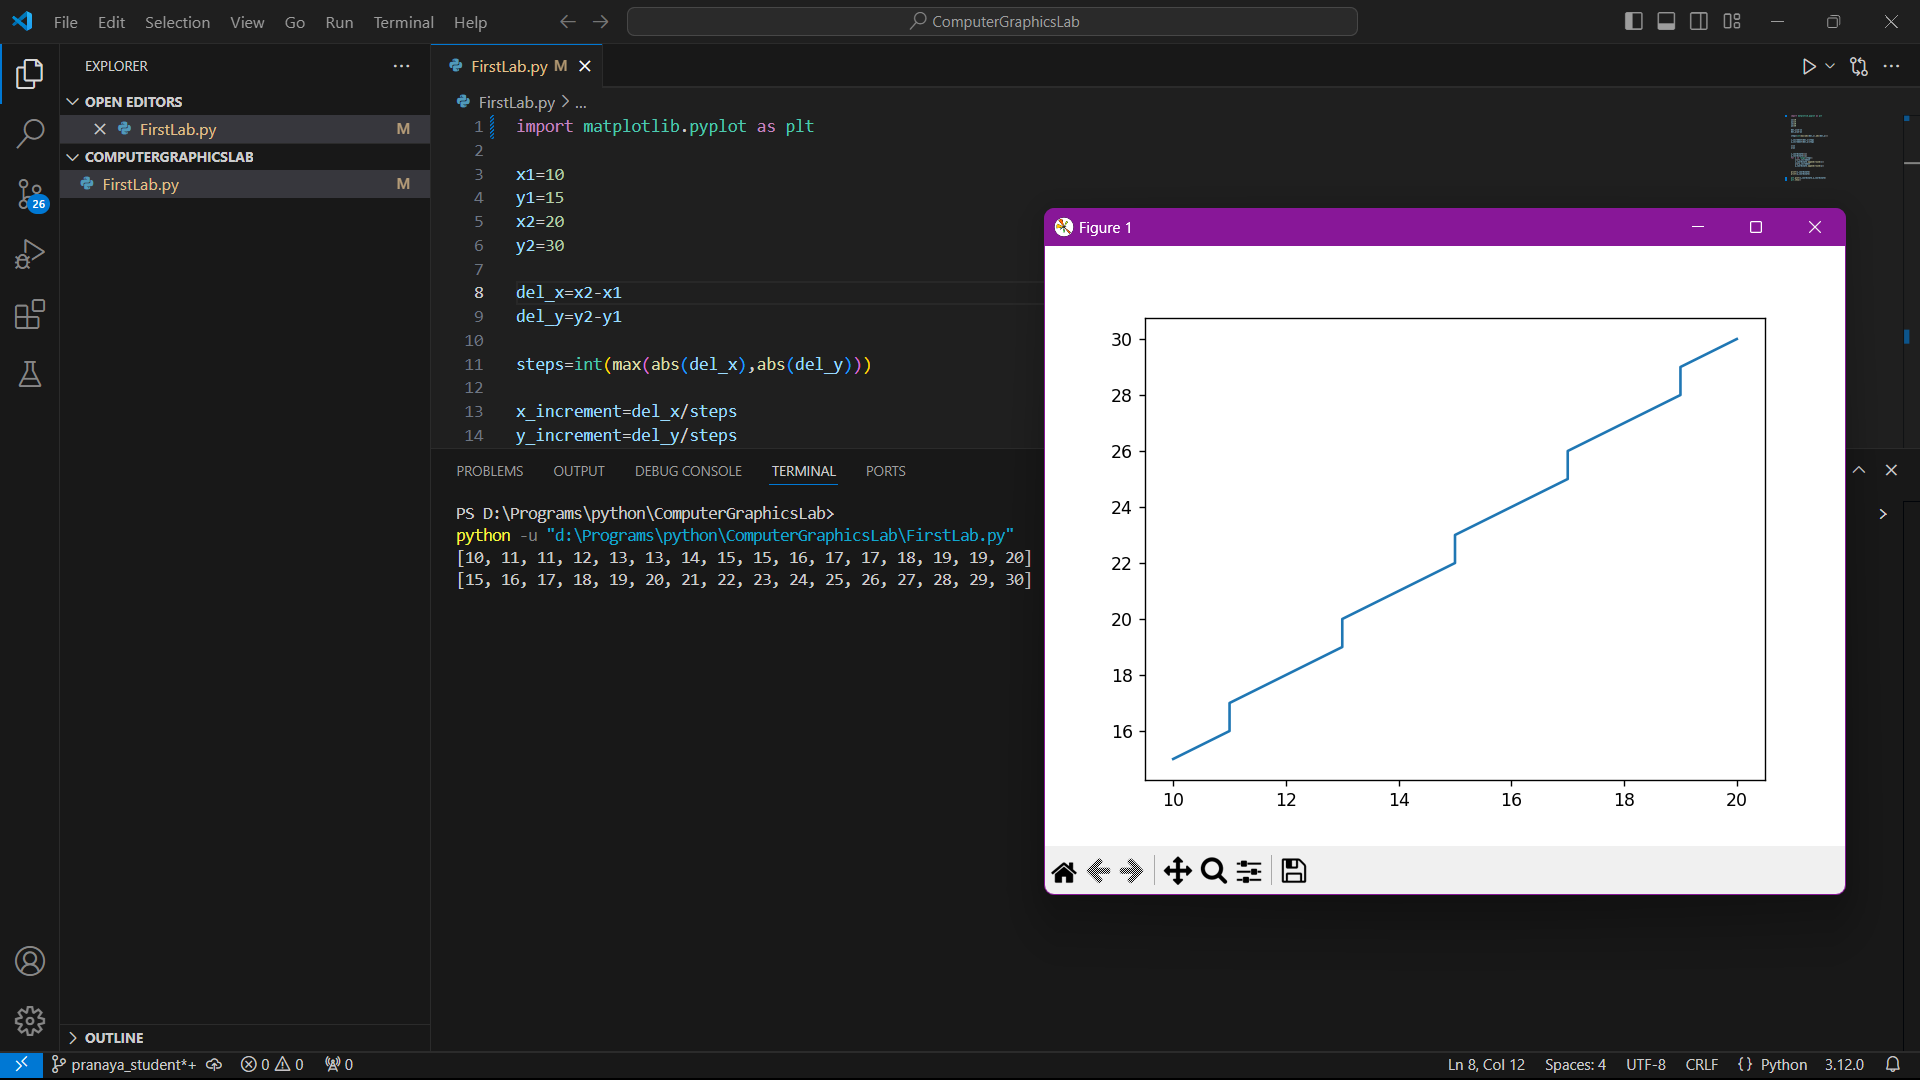 File Edit Selection View Go Run Terminal Help
ComputerGraphicsLab
EXPLORER
OPEN EDITORS
FirstLab.py M
COMPUTERGRAPHICSLAB
FirstLab.py M
26
OUTLINE
FirstLab.py M
FirstLab.py > ...
1 import matplotlib.pyplot as plt
2
3 x1=10
4 y1=15
5 x2=20
6 y2=30
7
8 del_x=x2-x1
9 del_y=y2-y1
10
11 steps=int(max(abs(del_x),abs(del_y)))
12
13 x_increment=del_x/steps
14 y_increment=del_y/steps
PROBLEMS OUTPUT DEBUG CONSOLE TERMINAL PORTS
PS D:\Programs\python\ComputerGraphicsLab>
python -u "d:\Programs\python\ComputerGraphicsLab\FirstLab.py"
[10, 11, 11, 12, 13, 13, 14, 15, 15, 16, 17, 17, 18, 19, 19, 20]
[15, 16, 17, 18, 19, 20, 21, 22, 23, 24, 25, 26, 27, 28, 29, 30]
Figure 1
30
28
26
24
22
20
18
16
10 12 14 16 18 20
pranaya_student*+ 0 0 0
Ln 8, Col 12 Spaces: 4 UTF-8 CRLF {} Python 3.12.0